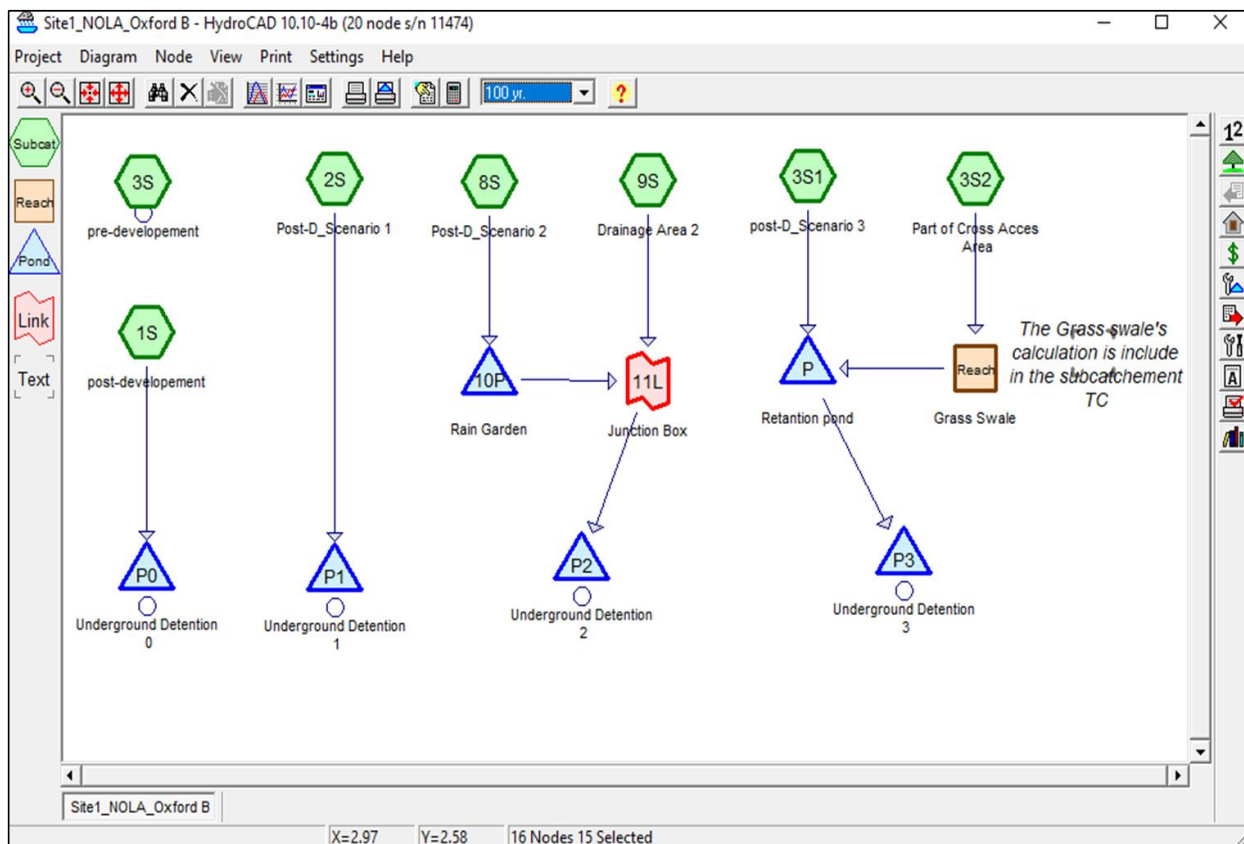 Site1_NOLA_Oxford B - HydroCAD 10.10-4b (20 node s/n 11474)
Project Diagram Node View Print Settings Help
100 yr.
?
Subcat
Reach
Pond
Link
Text
3S
pre-developement
2S
Post-D_Scenario 1
8S
Post-D_Scenario 2
9S
Drainage Area 2
3S1
post-D_Scenario 3
3S2
Part of Cross Acces
Area
1S
post-developement
10P
Rain Garden
11L
Junction Box
P
Retantion pond
Reach
Grass Swale
The Grass swale's
calculation is include
in the subcatchement
TC
P0
Underground Detention
0
P1
Underground Detention
1
P2
Underground Detention
2
P3
Underground Detention
3
12
$
A
Site1_NOLA_Oxford B
X=2.97 Y=2.58 16 Nodes 15 Selected